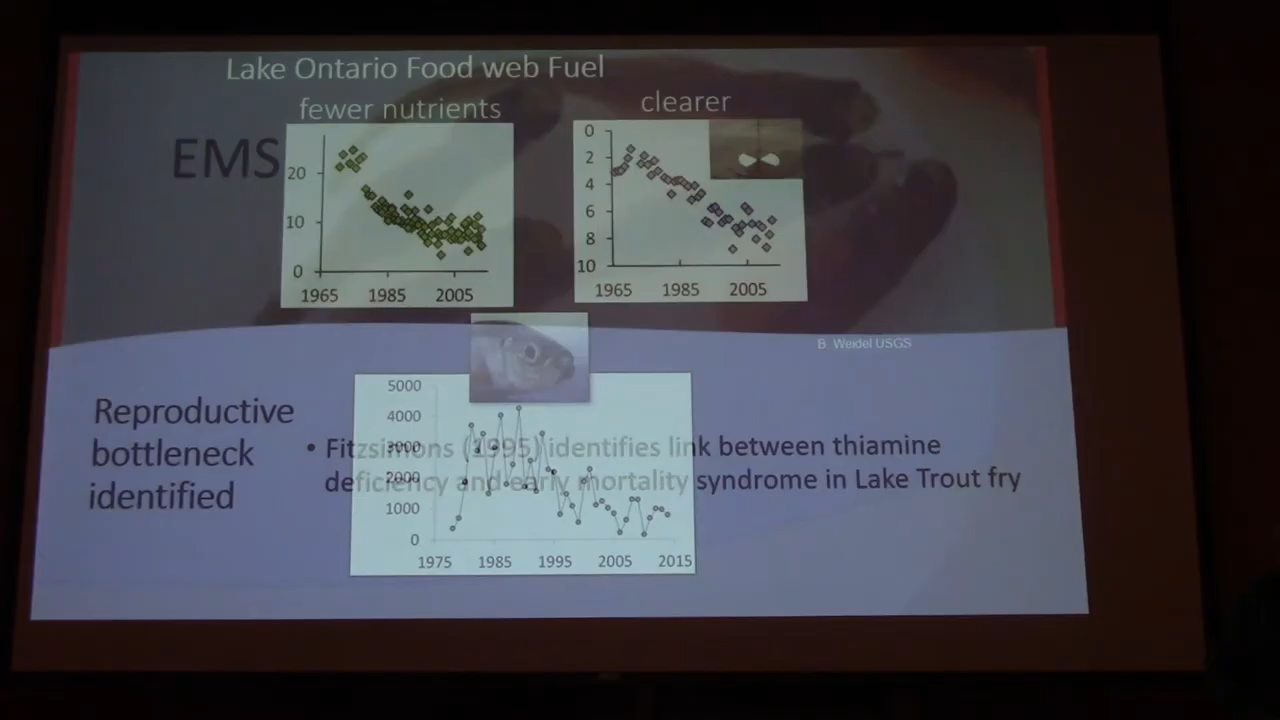 Lake Ontario Food web Fuel
fewer nutrients
clearer
EMS
20
10
0
1965 1985 2005
0
2
4
6
8
10
1965 1985 2005
B. Weidel USGS
Reproductive
bottleneck
identified
• Fitzsimons (1995) identifies link between thiamine
deficiency and early mortality syndrome in Lake Trout fry
5000
4000
3000
2000
1000
0
1975 1985 1995 2005 2015